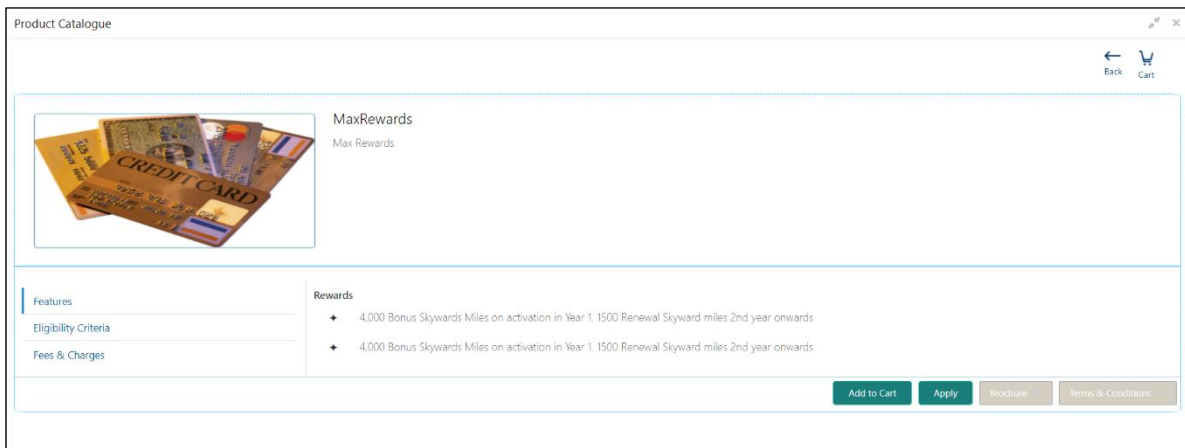 Product Catalogue
Back
Cart
CREDIT CARD
MaxRewards
Max Rewards
Features
Eligibility Criteria
Fees & Charges
Rewards
4,000 Bonus Skywards Miles on activation in Year 1. 1500 Renewal Skyward miles 2nd year onwards
4,000 Bonus Skywards Miles on activation in Year 1. 1500 Renewal Skyward miles 2nd year onwards
Add to Cart
Apply
Brochure
Terms & Conditions